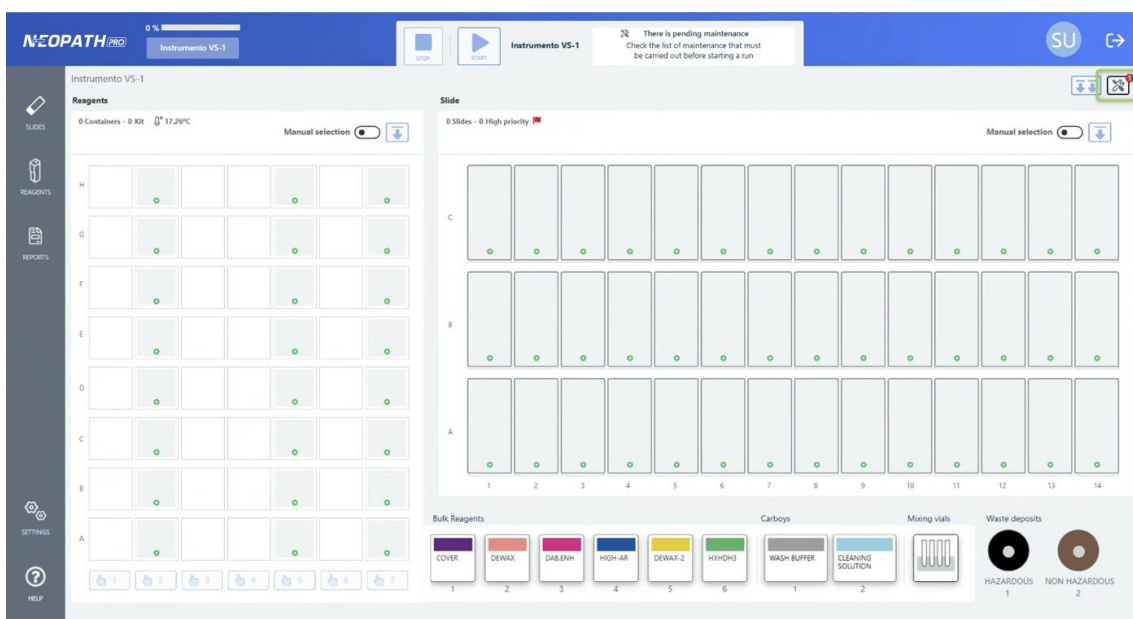 NEOPATH PRO
0 %
Instrumento VS-1
STOP
START
Instrumento VS-1
There is pending maintenance
Check the list of maintenance that must
be carried out before starting a run
SU
Instrumento VS-1
1
SLIDES
REAGENTS
REPORTS
SETTINGS
HELP
Reagents
0 Containers - 0 Kit 17.26ºC
Manual selection
H
G
F
E
D
C
B
A
1 2 3 4 5 6 7
Slide
0 Slides - 0 High priority
Manual selection
C
B
A
1 2 3 4 5 6 7 8 9 10 11 12 13 14
Bulk Reagents
COVER DEWAX DAB.ENH HIGH-AR DEWAX-2 HXHDH3
1 2 3 4 5 6
Carboys
WASH BUFFER
CLEANING
SOLUTION
1 2
Mixing vials
Waste deposits
HAZARDOUS NON HAZARDOUS
1 2